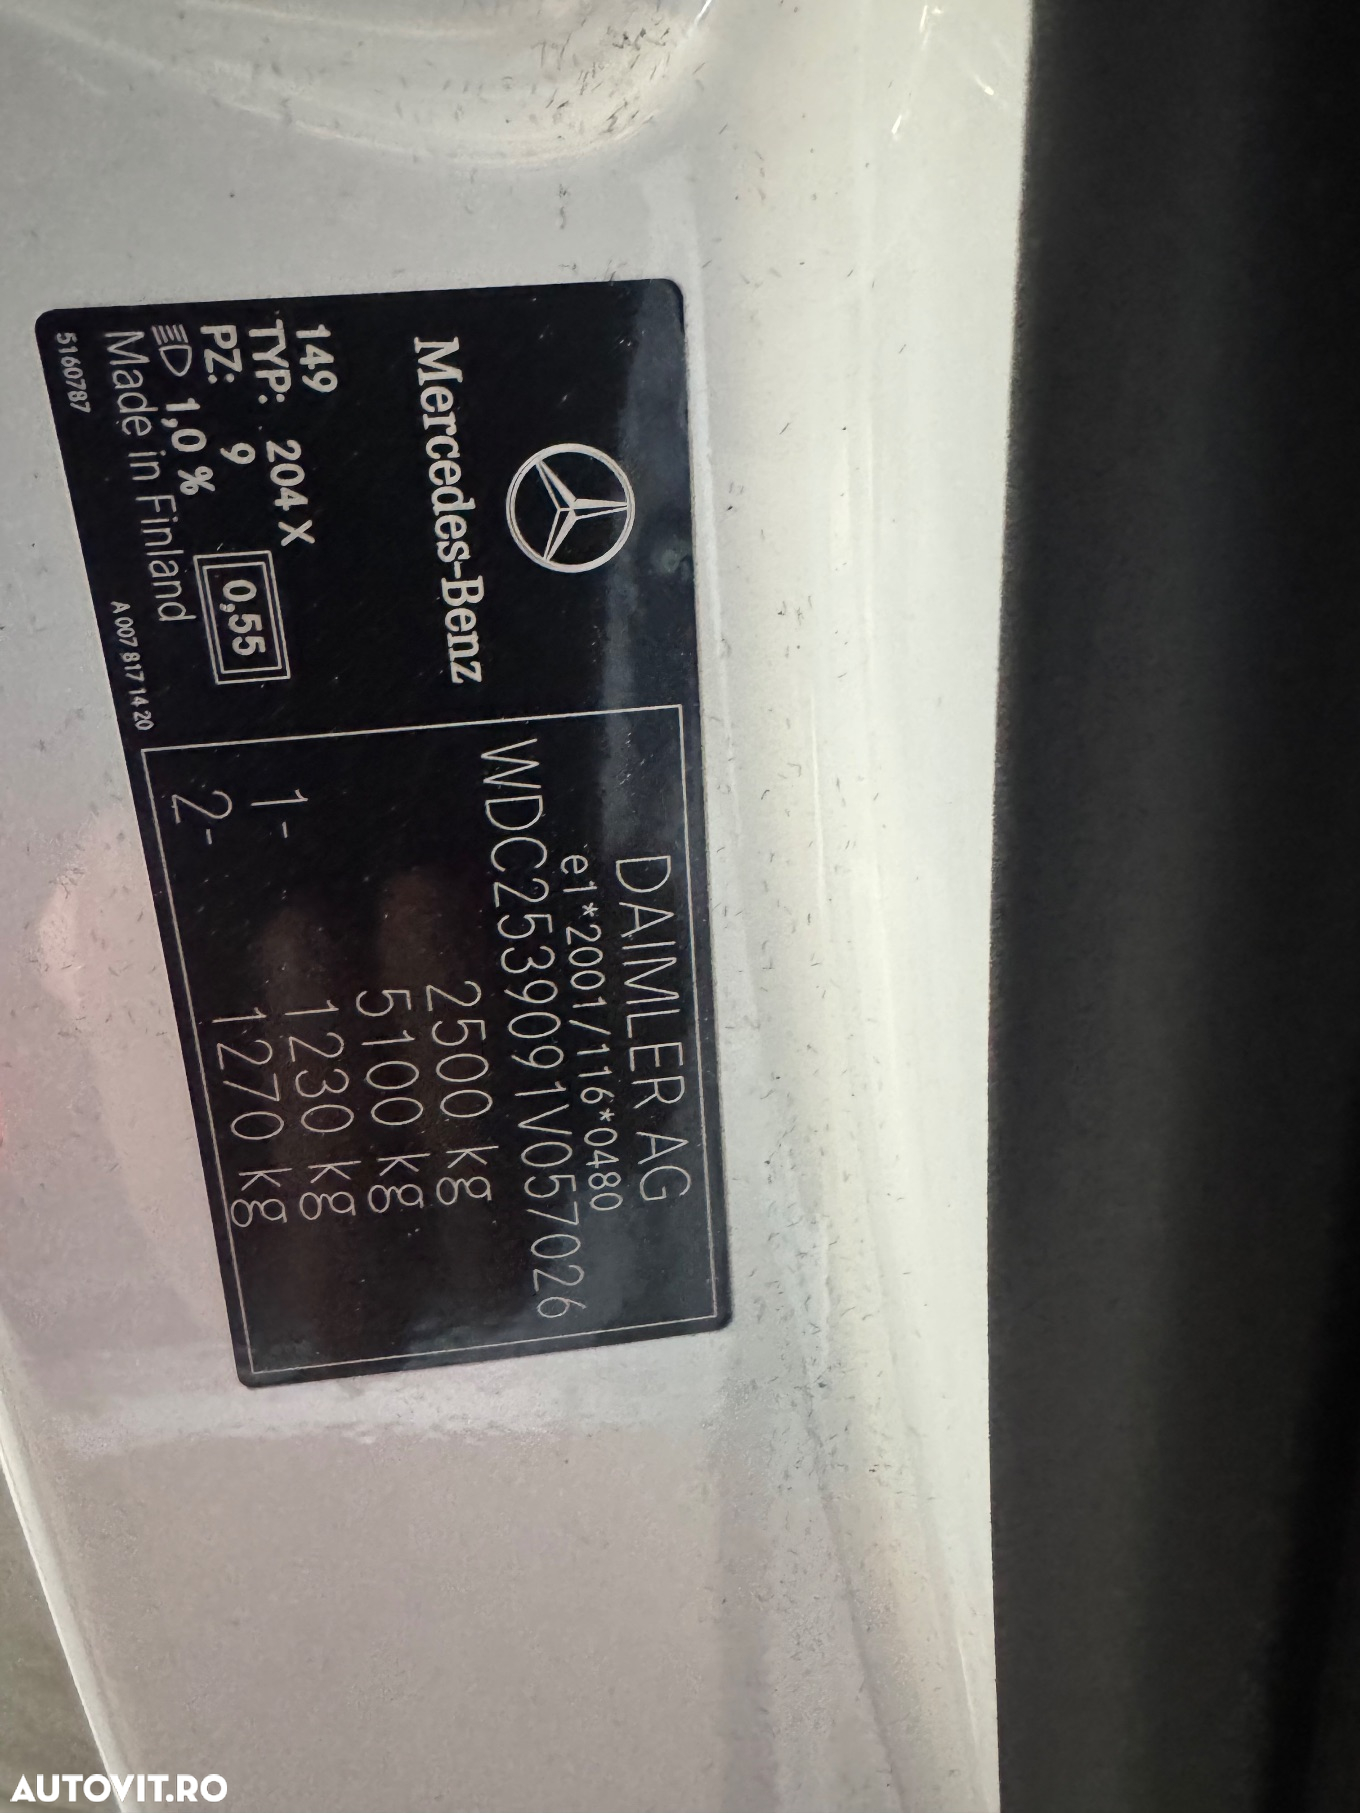 Mercedes-Benz
149
TYP: 204 X
PZ: 9
1,0 %
0,55
Made in Finland
5160787
A 007 817 14 20
DAIMLER AG
e1*2001/116*0480
WDC2539091V057026
2500 kg
5100 kg
1- 1230 kg
2- 1270 kg
AUTOVIT.RO